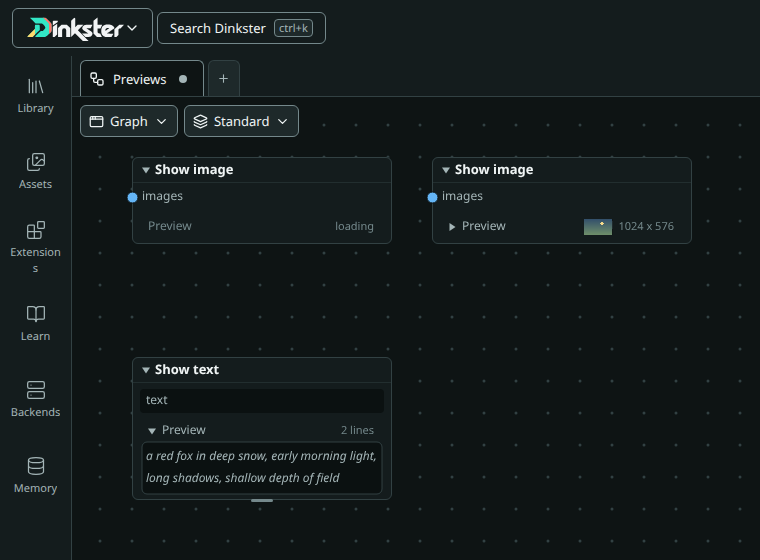 Dinkster
Search Dinkster ctrl+k
Library
Assets
Extension
s
Learn
Backends
Memory
Previews
+
Graph
Standard
Show image
images
Preview loading
Show image
images
Preview 1024 x 576
Show text
text
Preview 2 lines
a red fox in deep snow, early morning light,
long shadows, shallow depth of field